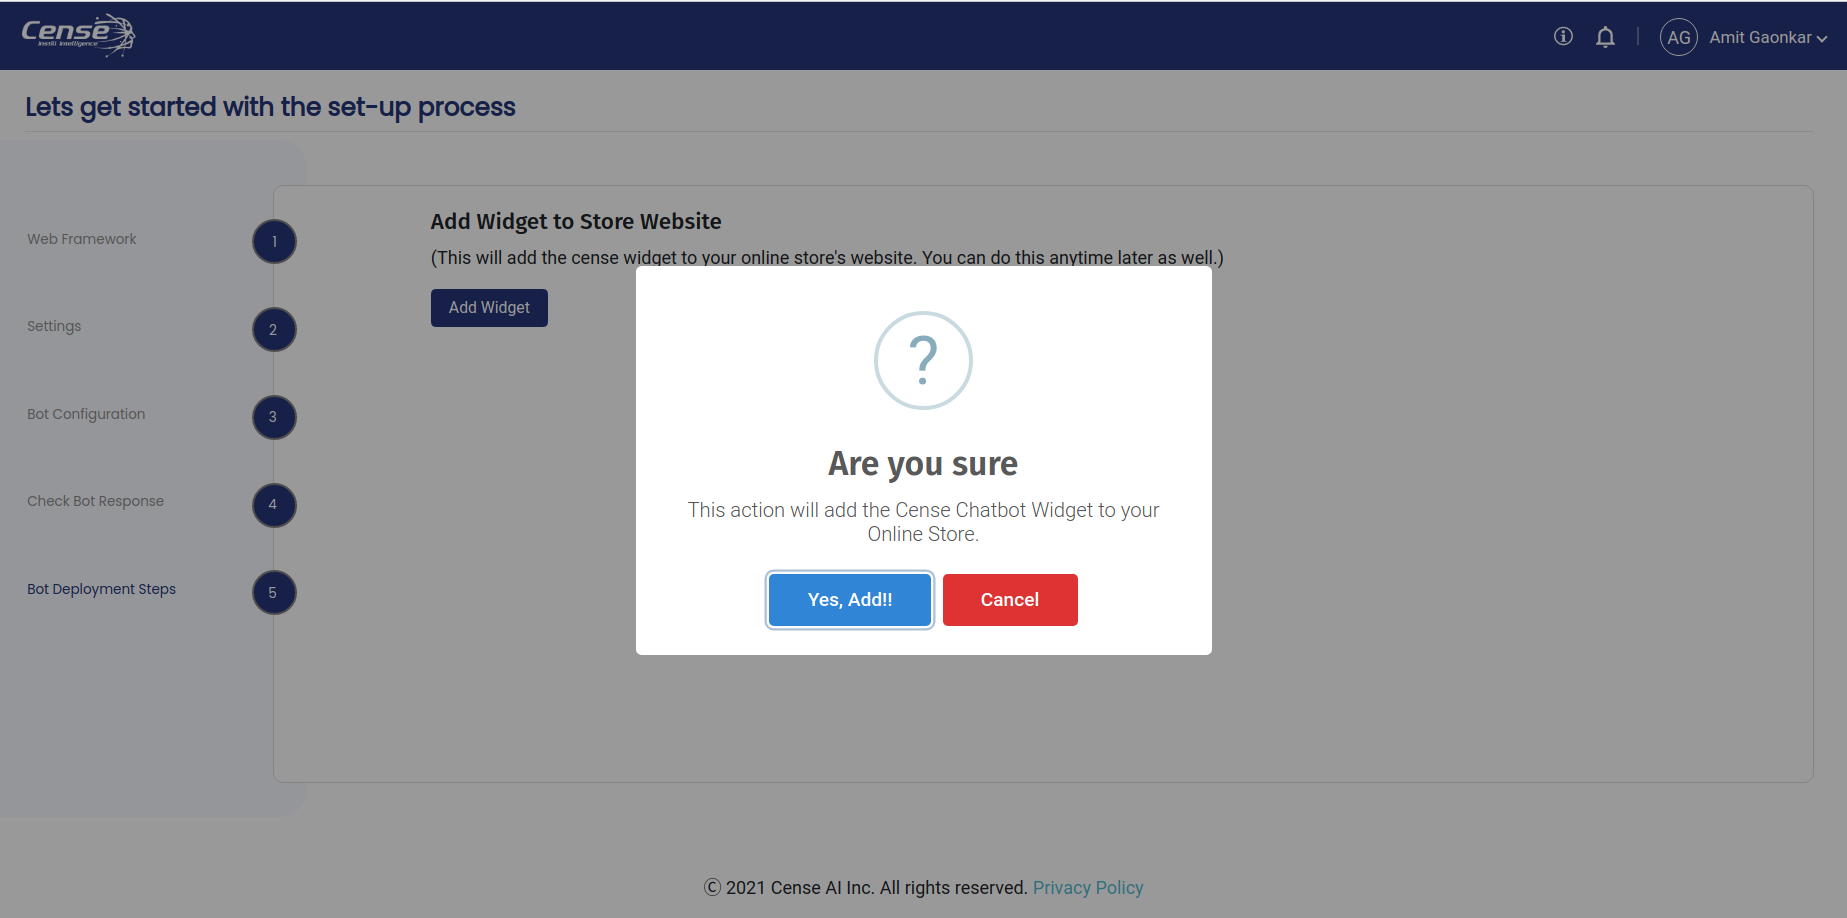 Cense
Instill Intelligence
AG
Amit Gaonkar
Lets get started with the set-up process
Web Framework
1
Settings
2
Bot Configuration
3
Check Bot Response
4
Bot Deployment Steps
5
Add Widget to Store Website
(This will add the cense widget to your online store's website. You can do this anytime later as well.)
Add Widget
?
Are you sure
This action will add the Cense Chatbot Widget to your
Online Store.
Yes, Add!!
Cancel
© 2021 Cense AI Inc. All rights reserved. Privacy Policy